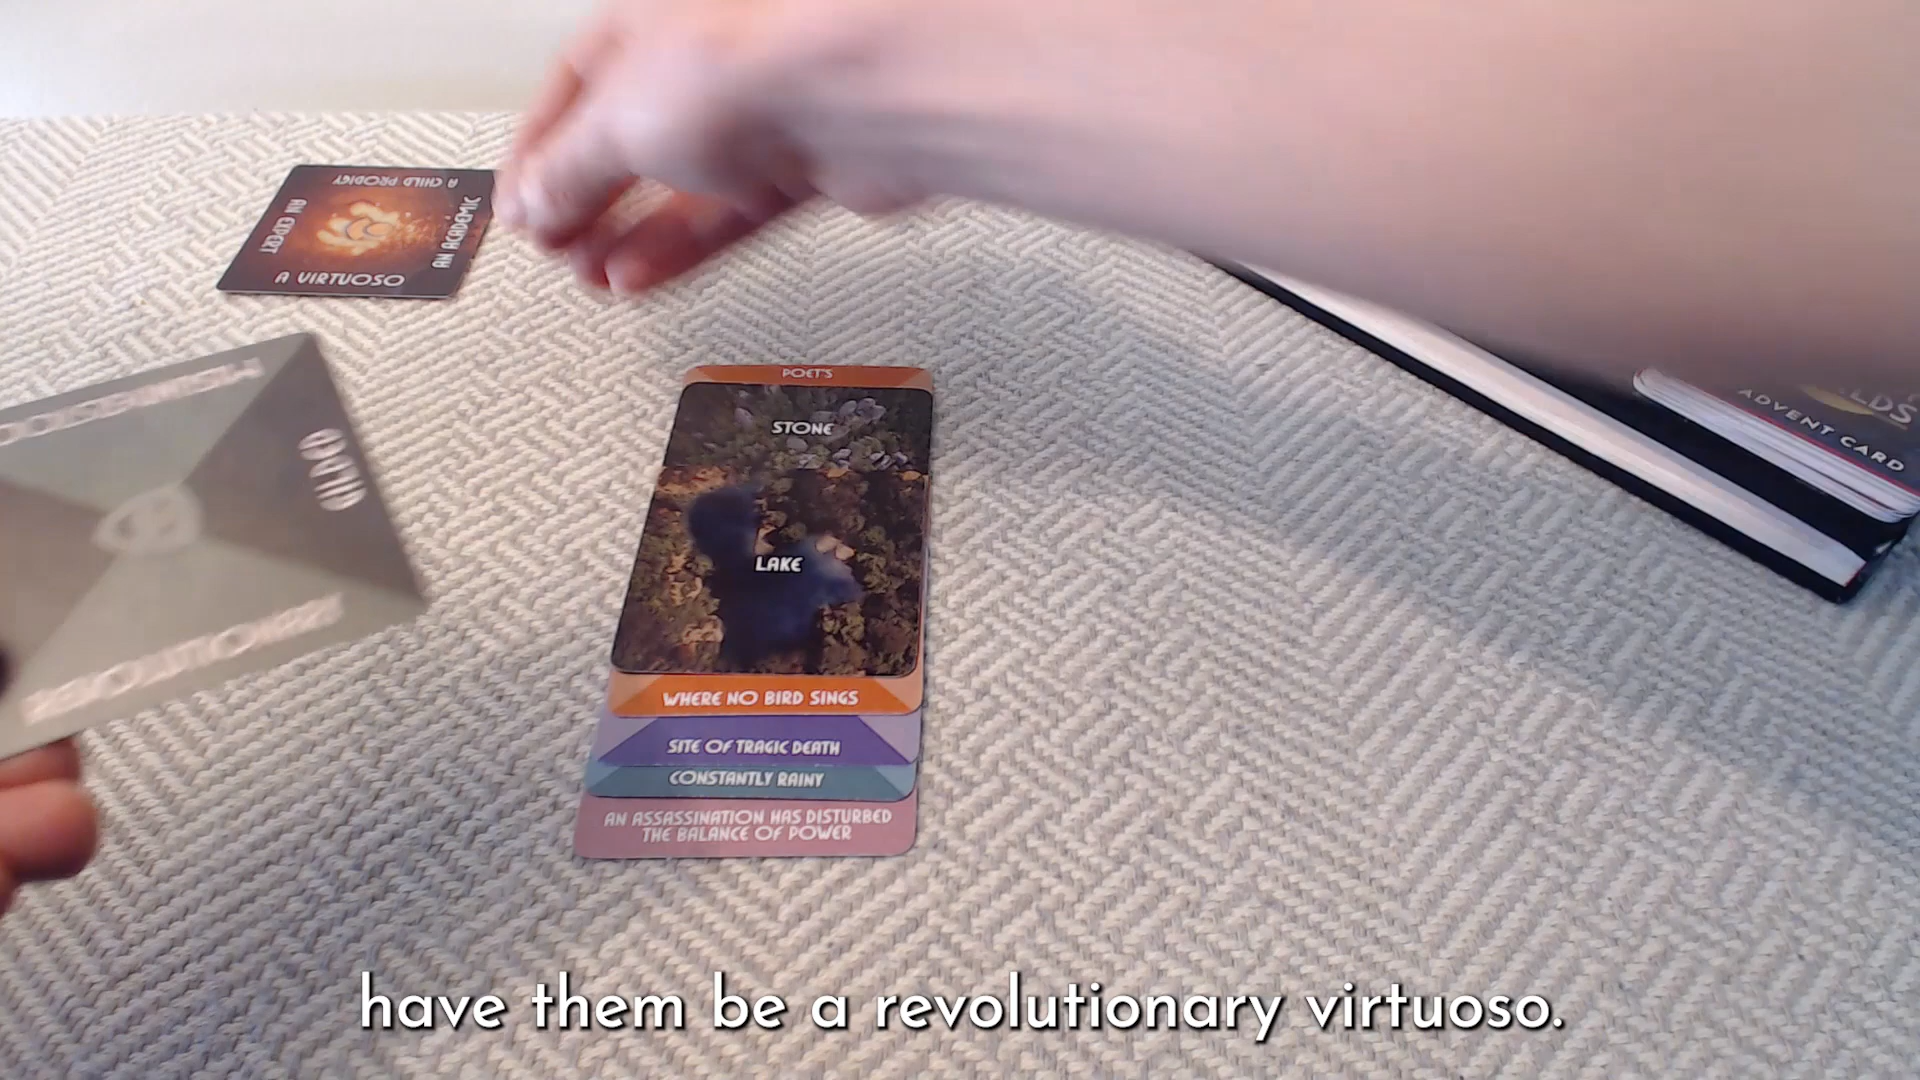 A CHILD PRODIGY
AN EXPERT
AN ACADEMIC
A VIRTUOSO
POET'S
STONE
LAKE
WHERE NO BIRD SINGS
SITE OF TRAGIC DEATH
CONSTANTLY RAINY
AN ASSASSINATION HAS DISTURBED
THE BALANCE OF POWER
LDS
ADVENT CARD
have them be a revolutionary virtuoso.